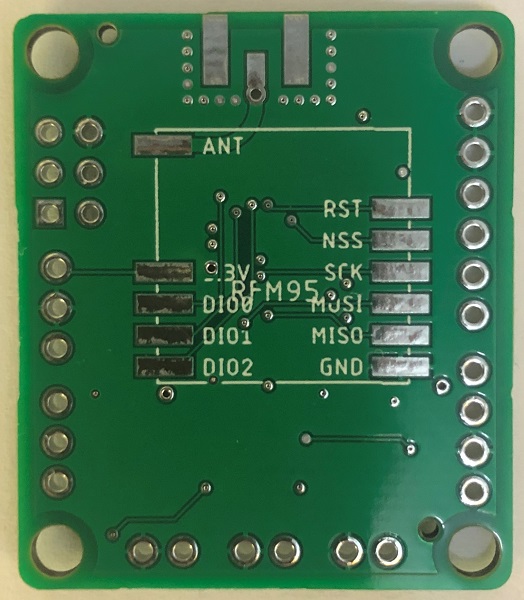 ANT
RST
NSS
3.3V SCK
RFM95
DIO0 MOSI
DIO1 MISO
DIO2 GND